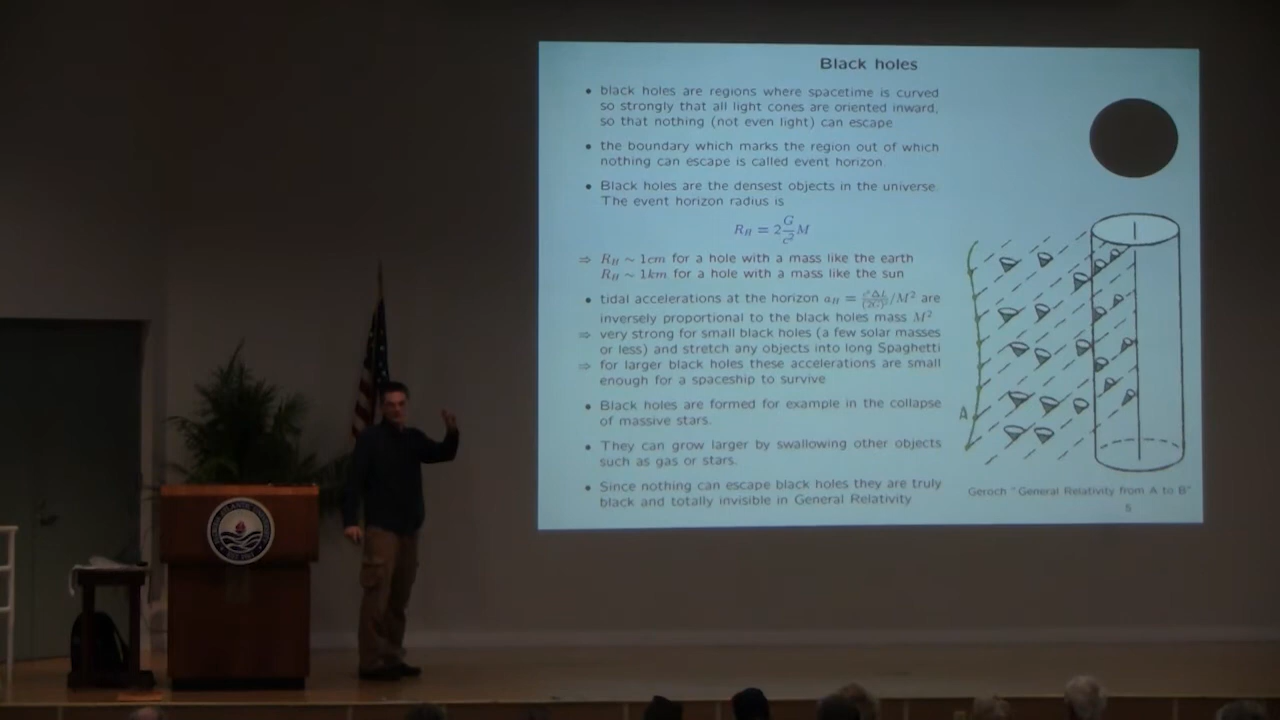 Black holes
• black holes are regions where spacetime is curved
so strongly that all light cones are oriented inward,
so that nothing (not even light) can escape
• the boundary which marks the region out of which
nothing can escape is called event horizon
• Black holes are the densest objects in the universe.
The event horizon radius is
R_H = 2 G/c² M
⇒ R_H ∼ 1cm for a hole with a mass like the earth
R_H ∼ 1km for a hole with a mass like the sun
• tidal accelerations at the horizon a_H = /M² are
inversely proportional to the black holes mass M²
⇒ very strong for small black holes (a few solar masses
or less) and stretch any objects into long Spaghetti
⇒ for larger black holes these accelerations are small
enough for a spaceship to survive
• Black holes are formed for example in the collapse
of massive stars.
• They can grow larger by swallowing other objects
such as gas or stars.
• Since nothing can escape black holes they are truly
black and totally invisible in General Relativity
A
Geroch "General Relativity from A to B"
5